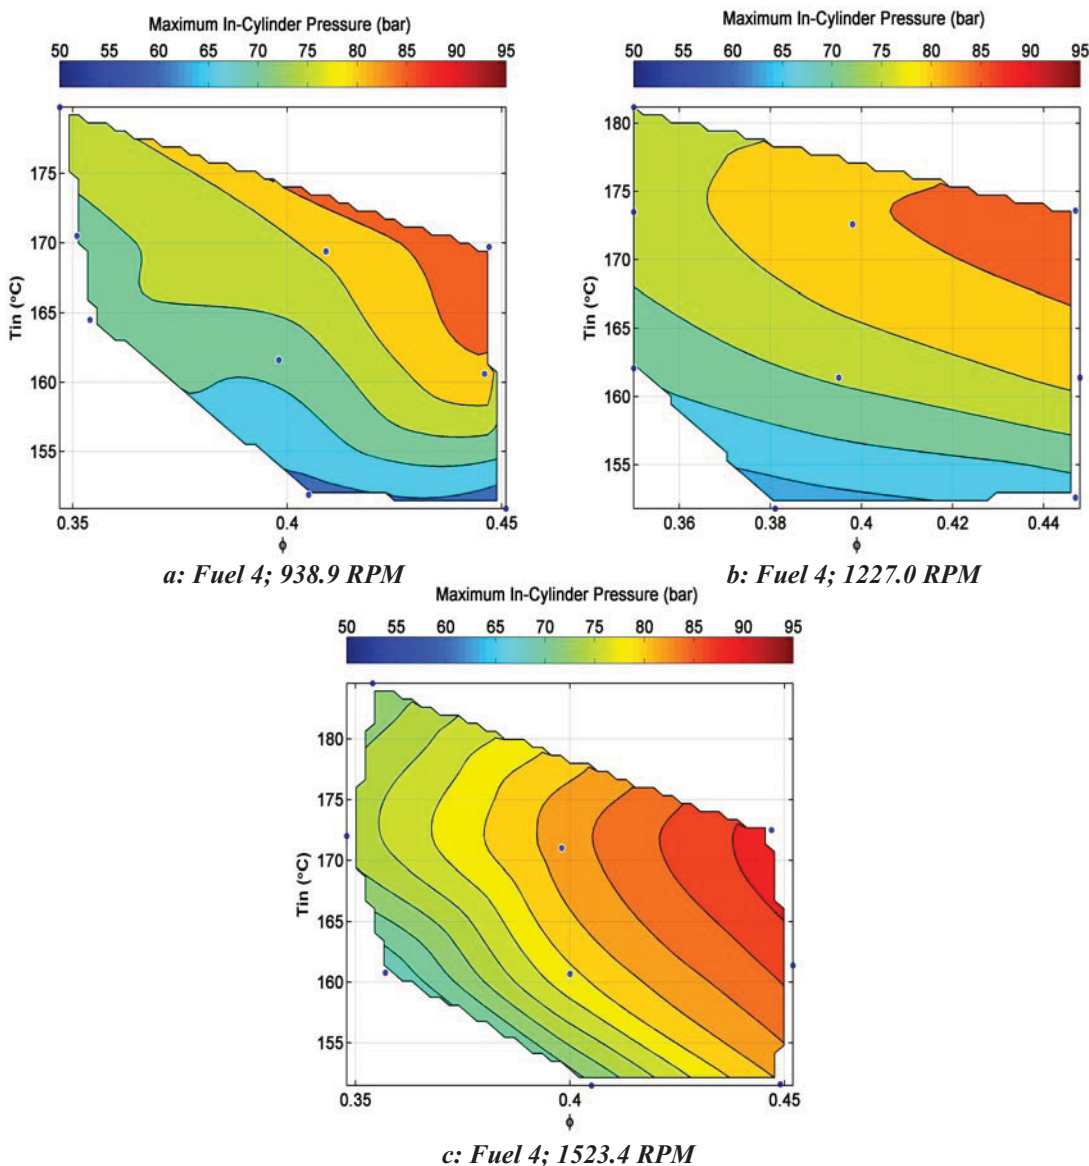 Maximum In-Cylinder Pressure (bar)
50 55 60 65 70 75 80 85 90 95
175
170
165
160
155
Tin (°C)
0.35 0.4 0.45
ϕ
a: Fuel 4; 938.9 RPM
Maximum In-Cylinder Pressure (bar)
50 55 60 65 70 75 80 85 90 95
180
175
170
165
160
155
Tin (°C)
0.36 0.38 0.4 0.42 0.44
ϕ
b: Fuel 4; 1227.0 RPM
Maximum In-Cylinder Pressure (bar)
50 55 60 65 70 75 80 85 90 95
180
175
170
165
160
155
Tin (°C)
0.35 0.4 0.45
ϕ
c: Fuel 4; 1523.4 RPM